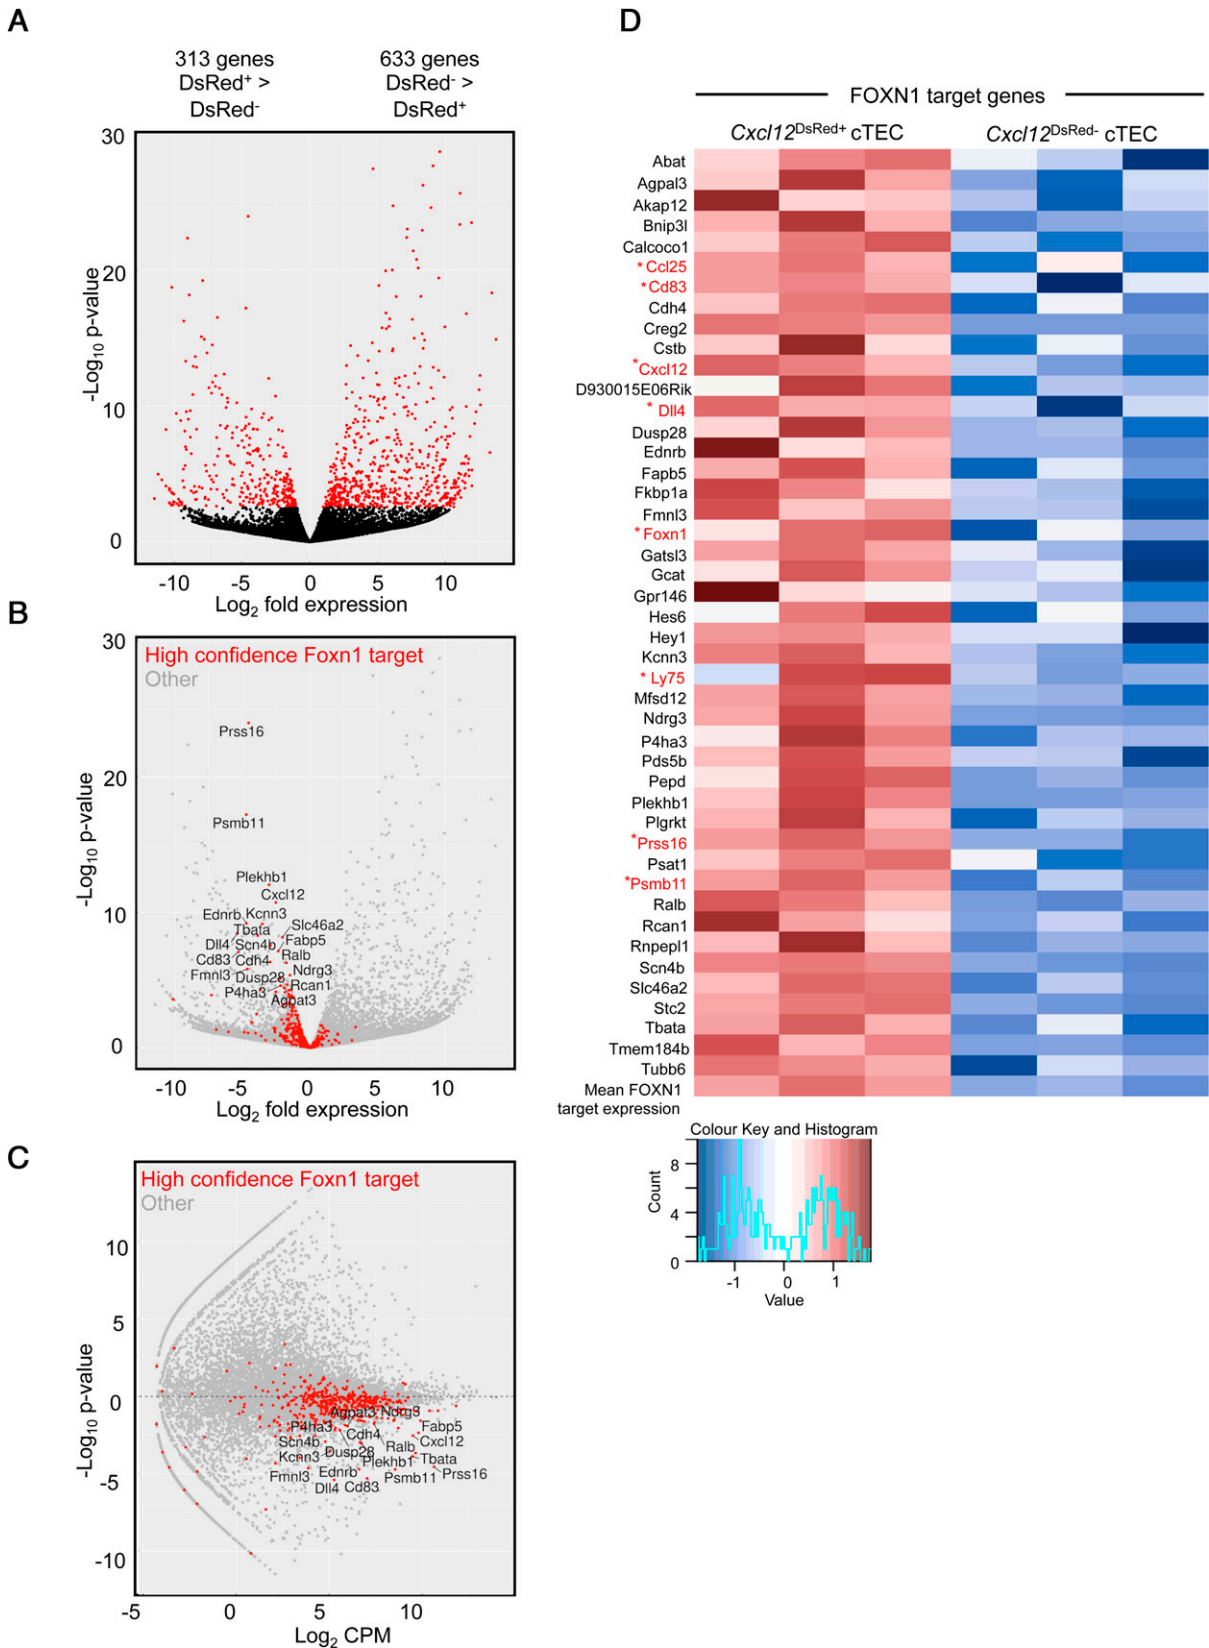 A
313 genes
DsRed+ >
DsRed-
633 genes
DsRed- >
DsRed+
30
20
10
0
-Log10 p-value
-10
-5
0
5
10
Log2 fold expression
B
High confidence Foxn1 target
Other
30
20
10
0
-Log10 p-value
Prss16
Psmb11
Plekhb1
Cxcl12
Ednrb
Kcnn3
Tbata
Slc46a2
Dll4
Scn4b
Fabp5
Cd83
Cdh4
Ralb
Fmnl3
Dusp28
Ndrg3
P4ha3
Rcan1
Agpat3
-10
-5
0
5
10
Log2 fold expression
C
High confidence Foxn1 target
Other
10
5
0
-5
-10
-Log10 p-value
Agpat3
Ndrg3
P4ha3
Cdh4
Fabp5
Scn4b
Dusp28
Ralb
Cxcl12
Kcnn3
Plekhb1
Tbata
Fmnl3
Ednrb
Psmb11
Prss16
Dll4
Cd83
-5
0
5
10
Log2 CPM
D
FOXN1 target genes
Cxcl12DsRed+ cTEC
Cxcl12DsRed- cTEC
Abat
Agpal3
Akap12
Bnip3l
Calcoco1
* Ccl25
* Cd83
Cdh4
Creg2
Cstb
*Cxcl12
D930015E06Rik
* Dll4
Dusp28
Ednrb
Fapb5
Fkbp1a
Fmnl3
* Foxn1
Gatsl3
Gcat
Gpr146
Hes6
Hey1
Kcnn3
* Ly75
Mfsd12
Ndrg3
P4ha3
Pds5b
Pepd
Plekhb1
Plgrkt
*Prss16
Psat1
*Psmb11
Ralb
Rcan1
Rnpepl1
Scn4b
Slc46a2
Stc2
Tbata
Tmem184b
Tubb6
Mean FOXN1
target expression
Colour Key and Histogram
Count
8
4
0
-1
0
1
Value